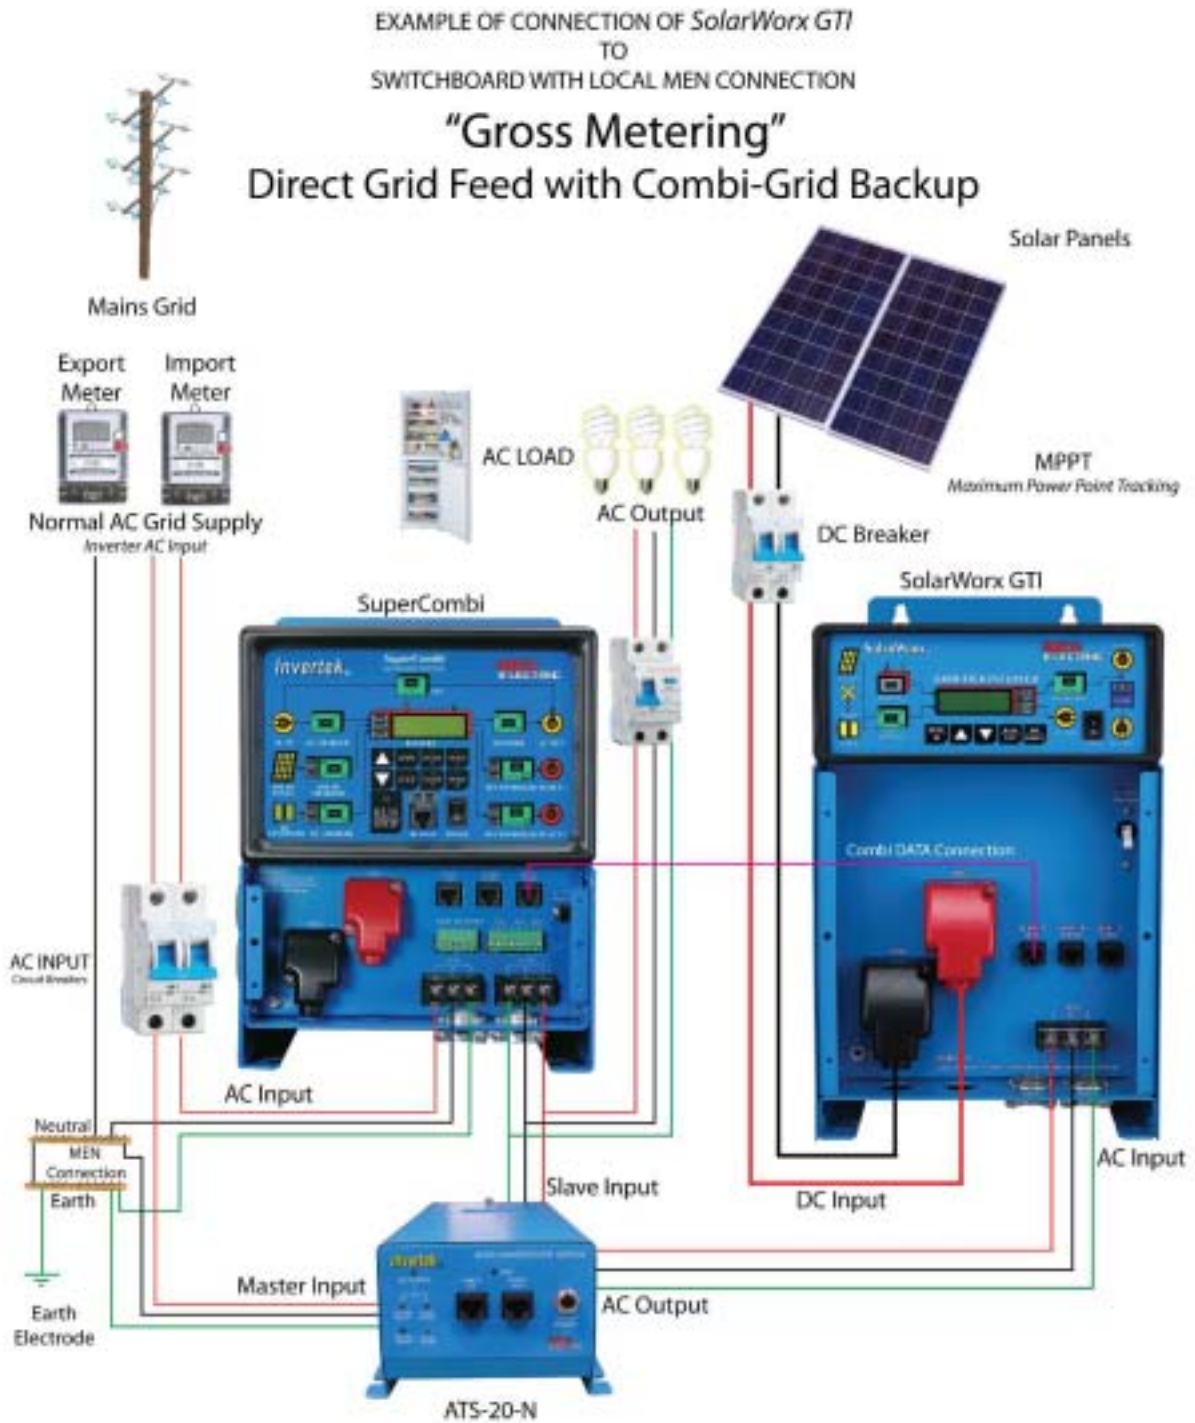 EXAMPLE OF CONNECTION OF SolarWorx GTI
TO
SWITCHBOARD WITH LOCAL MEN CONNECTION
“Gross Metering”
Direct Grid Feed with Combi-Grid Backup
Solar Panels
Mains Grid
Export Meter
Import Meter
AC LOAD
MPPT
Maximum Power Point Tracking
Normal AC Grid Supply
Inverter AC Input
AC Output
DC Breaker
SolarWorx GTI
SuperCombi
Invertek
SuperCombi
SolarWorx
Combi DATA Connection
AC INPUT
Circuit Breakers
AC Input
Neutral
MEN
Connection
Earth
Slave Input
DC Input
AC Input
Master Input
AC Output
Invertek
Earth
Electrode
ATS-20-N